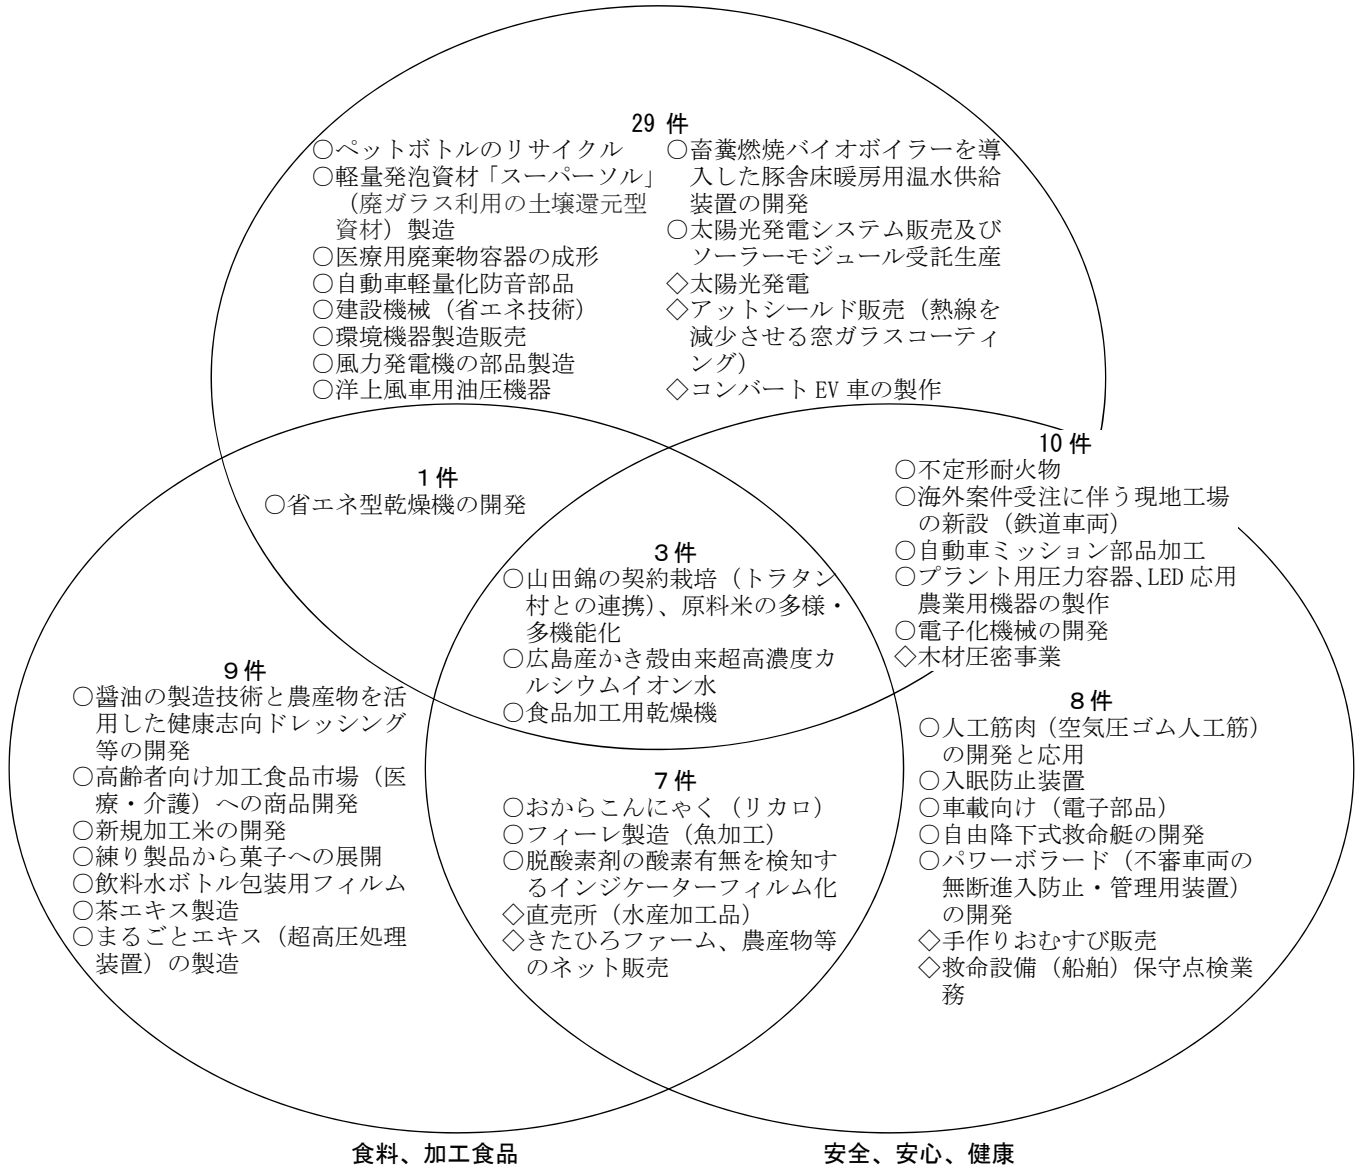 29 件
○ペットボトルのリサイクル
○軽量発泡資材「スーパーソル」
（廃ガラス利用の土壌還元型
資材）製造
○医療用廃棄物容器の成形
○自動車軽量化防音部品
○建設機械（省エネ技術）
○環境機器製造販売
○風力発電機の部品製造
○洋上風車用油圧機器
○畜糞燃焼バイオボイラーを導
入した豚舎床暖房用温水供給
装置の開発
○太陽光発電システム販売及び
ソーラーモジュール受託生産
◇太陽光発電
◇アットシールド販売（熱線を
減少させる窓ガラスコーティ
ング）
◇コンバート EV 車の製作
1 件
○省エネ型乾燥機の開発
10 件
○不定形耐火物
○海外案件受注に伴う現地工場
の新設（鉄道車両）
○自動車ミッション部品加工
○プラント用圧力容器、LED 応用
農業用機器の製作
○電子化機械の開発
◇木材圧密事業
3 件
○山田錦の契約栽培（トラタン
村との連携）、原料米の多様・
多機能化
○広島産かき殻由来超高濃度カ
ルシウムイオン水
○食品加工用乾燥機
9 件
○醤油の製造技術と農産物を活
用した健康志向ドレッシング
等の開発
○高齢者向け加工食品市場（医
療・介護）への商品開発
○新規加工米の開発
○練り製品から菓子への展開
○飲料水ボトル包装用フィルム
○茶エキス製造
○まるごとエキス（超高圧処理
装置）の製造
7 件
○おからこんにゃく（リカロ）
○フィーレ製造（魚加工）
○脱酸素剤の酸素有無を検知す
るインジケーターフィルム化
◇直売所（水産加工品）
◇きたひろファーム、農産物等
のネット販売
8 件
○人工筋肉（空気圧ゴム人工筋）
の開発と応用
○入眠防止装置
○車載向け（電子部品）
○自由降下式救命艇の開発
○パワーボラード（不審車両の
無断進入防止・管理用装置）
の開発
◇手作りおむすび販売
◇救命設備（船舶）保守点検業
務
食料、加工食品
安全、安心、健康